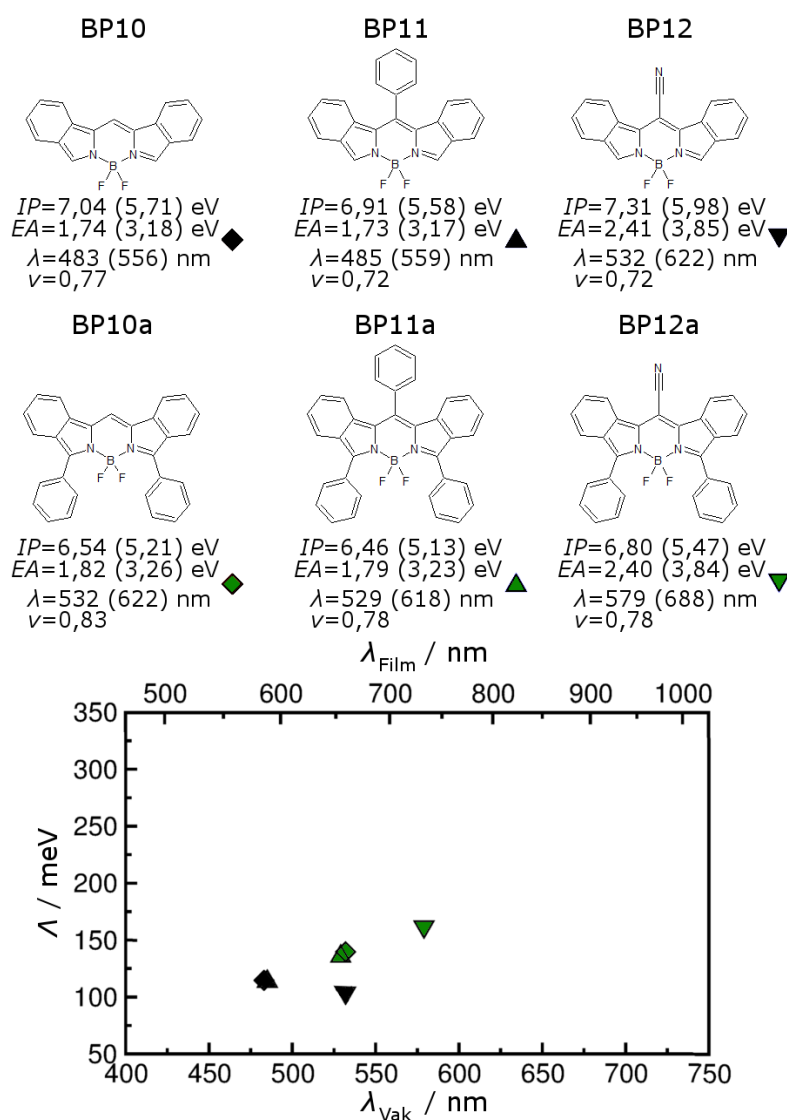 BP10 BP11 BP12
N
N B N N B N N B N
F F F F F F
IP=7,04 (5,71) eV IP=6,91 (5,58) eV IP=7,31 (5,98) eV
EA=1,74 (3,18) eV EA=1,73 (3,17) eV EA=2,41 (3,85) eV
λ=483 (556) nm λ=485 (559) nm λ=532 (622) nm
v=0,77 v=0,72 v=0,72
BP10a BP11a BP12a
N
N B N N B N N B N
F F F F F F
IP=6,54 (5,21) eV IP=6,46 (5,13) eV IP=6,80 (5,47) eV
EA=1,82 (3,26) eV EA=1,79 (3,23) eV EA=2,40 (3,84) eV
λ=532 (622) nm λ=529 (618) nm λ=579 (688) nm
v=0,83 v=0,78 v=0,78
λFilm / nm
500 600 700 800 900 1000
350
300
250
200
150
100
50
Λ / meV
400 450 500 550 600 650 700 750
λVak / nm